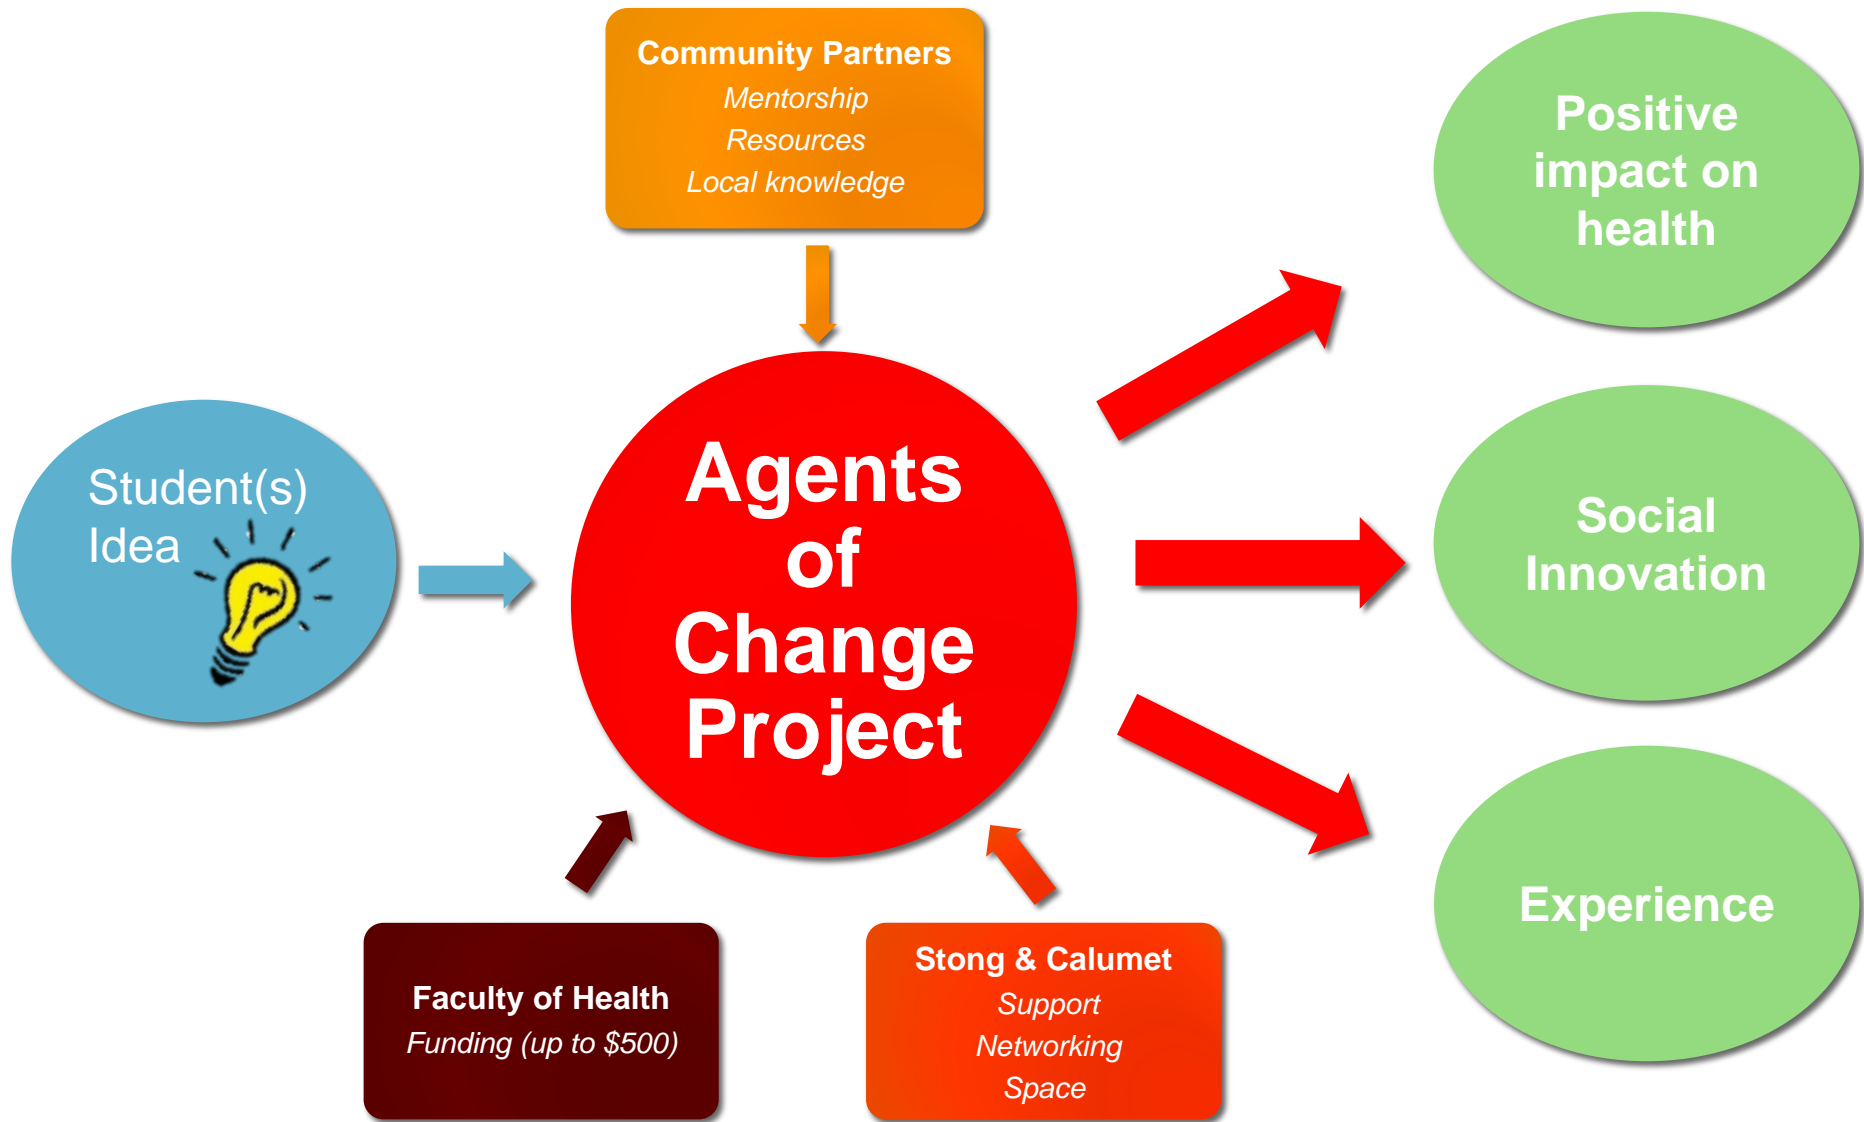 Community Partners
Mentorship
Resources
Local knowledge
Positive
impact on
health
Student(s)
Idea
Agents
of
Change
Project
Social
Innovation
Experience
Faculty of Health
Funding (up to $500)
Stong & Calumet
Support
Networking
Space